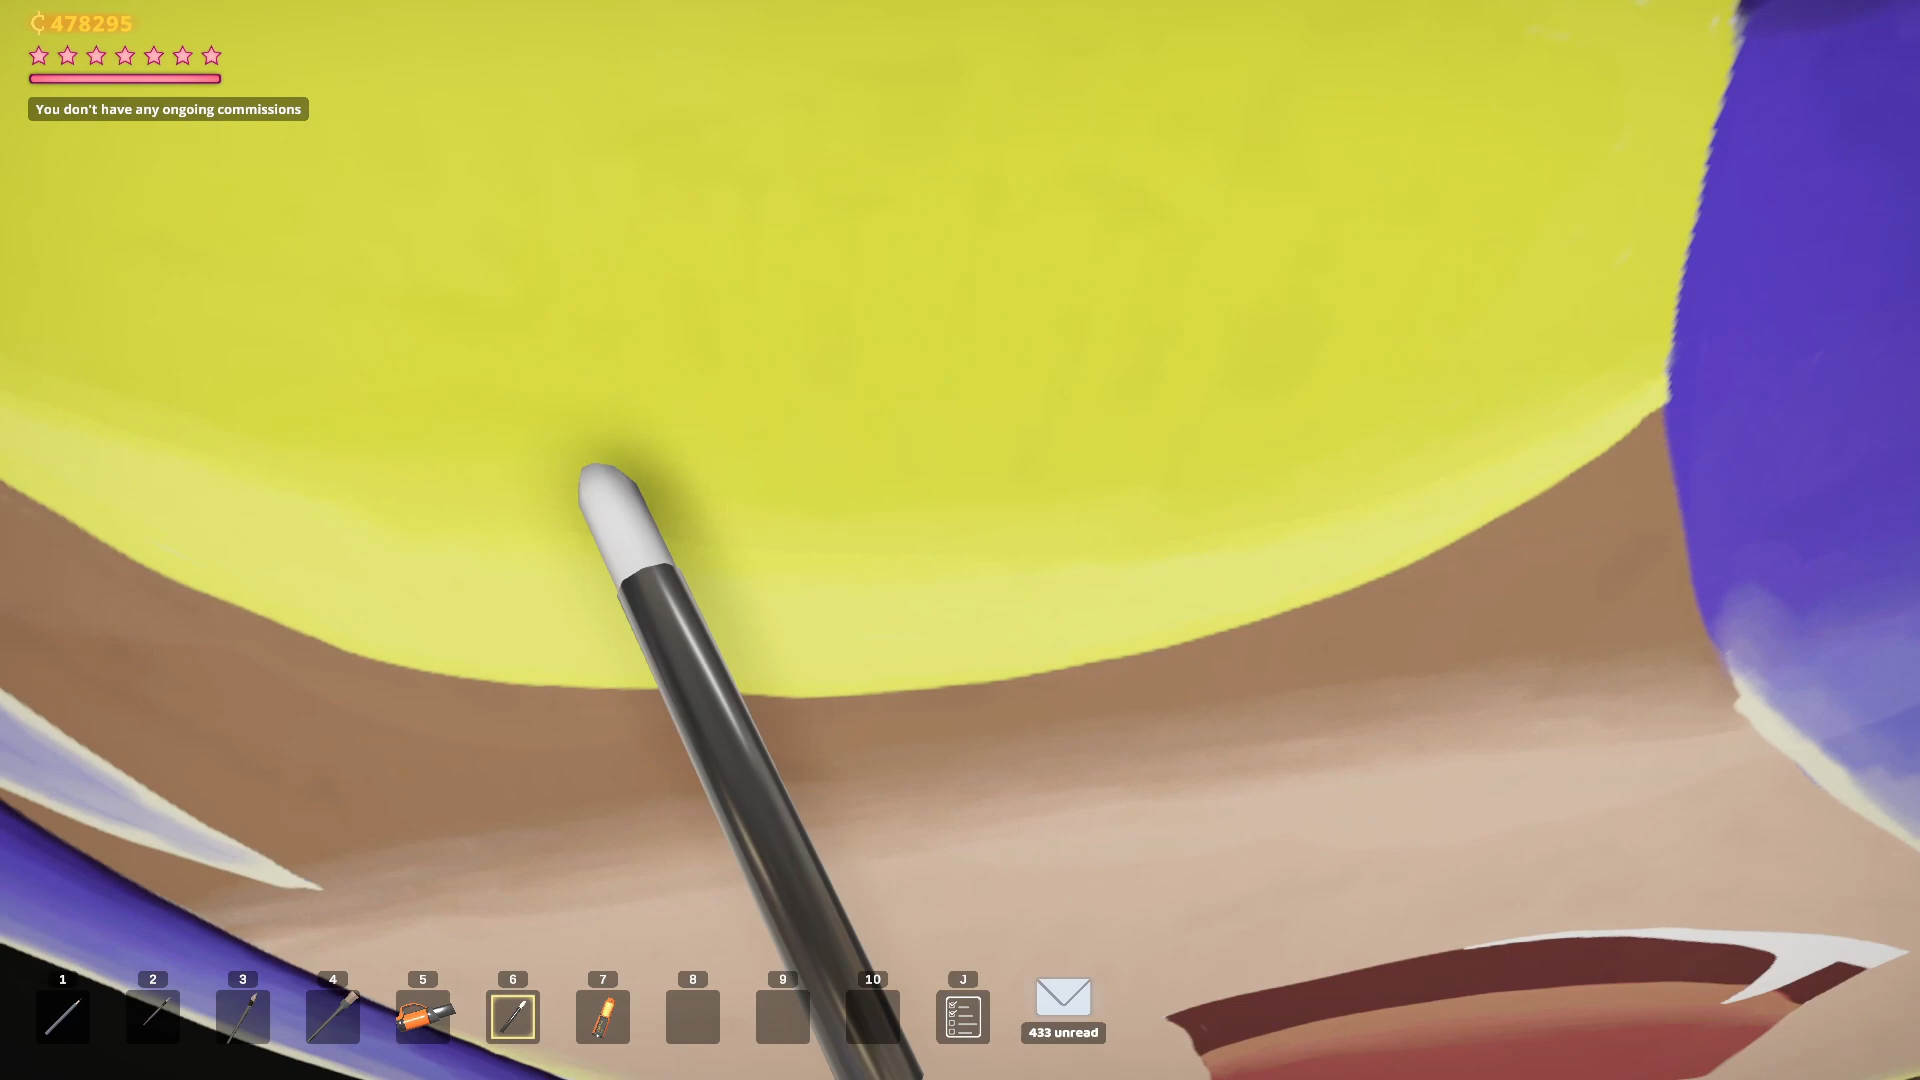 ₵ 478295
You don't have any ongoing commissions
1 2 3 4 5 6 7 8 9 10 J
433 unread